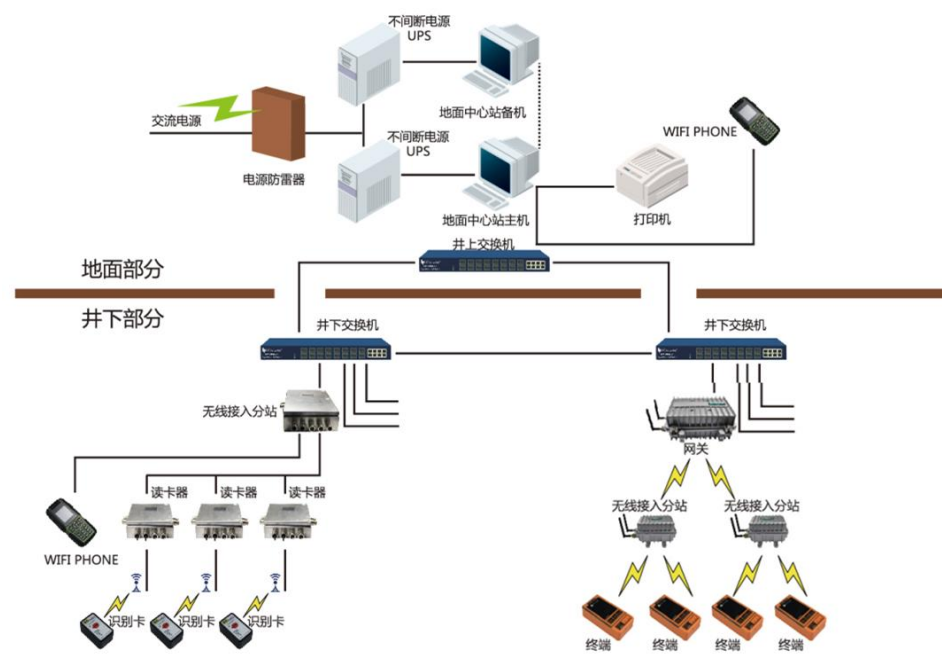 不间断电源
UPS
交流电源
地面中心站备机
WIFI PHONE
不间断电源
UPS
电源防雷器
地面中心站主机
打印机
井上交换机
地面部分
井下部分
井下交换机
井下交换机
无线接入分站
网关
读卡器
读卡器
读卡器
无线接入分站
无线接入分站
WIFI PHONE
识别卡
识别卡
识别卡
终端
终端
终端
终端